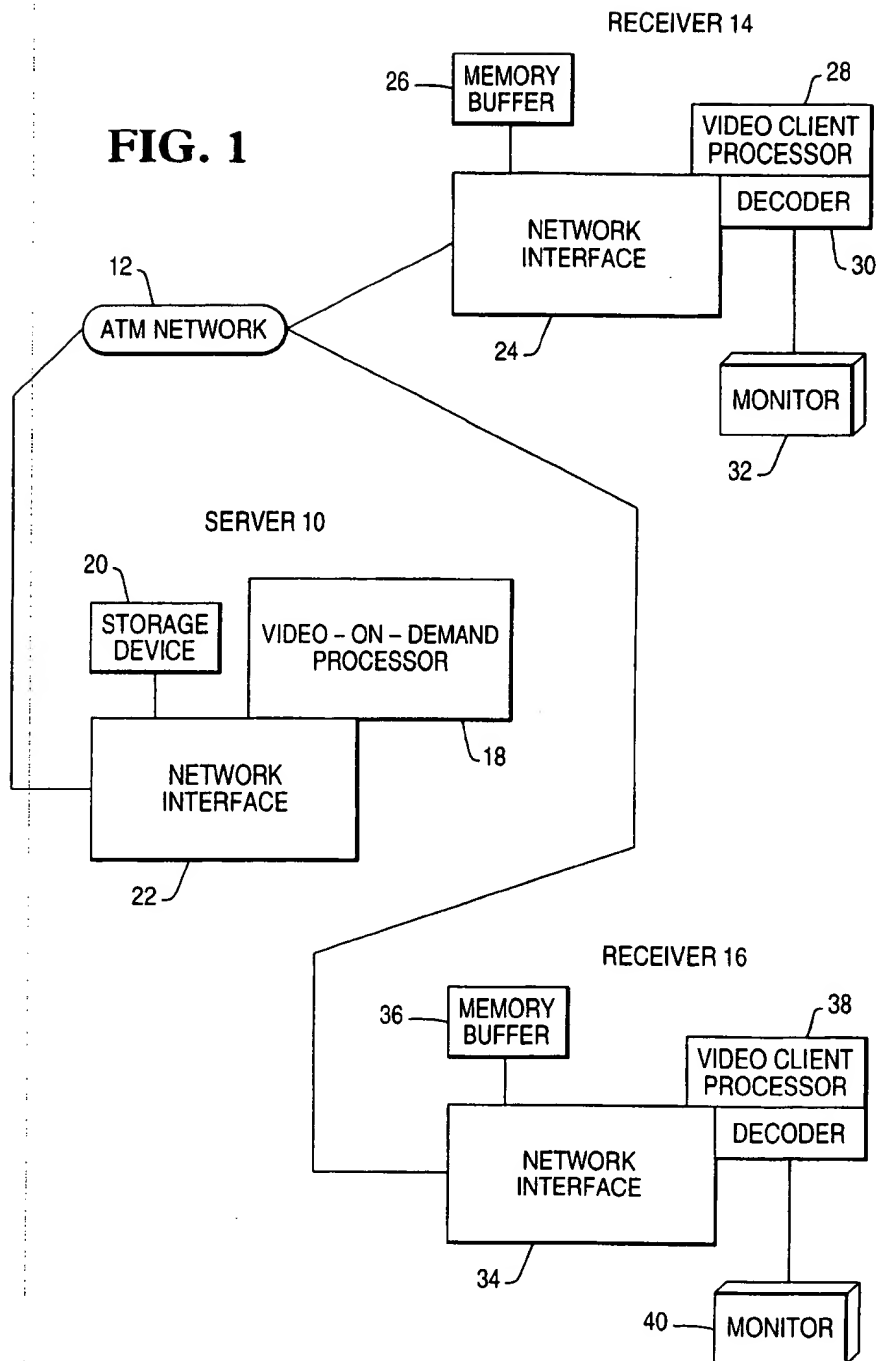 RECEIVER 14
26
MEMORY
BUFFER
28
VIDEO CLIENT
PROCESSOR
FIG. 1
DECODER
NETWORK
INTERFACE
30
12
ATM NETWORK
24
MONITOR
32
SERVER 10
20
STORAGE
DEVICE
VIDEO – ON – DEMAND
PROCESSOR
18
NETWORK
INTERFACE
22
RECEIVER 16
36
MEMORY
BUFFER
38
VIDEO CLIENT
PROCESSOR
DECODER
NETWORK
INTERFACE
34
40
MONITOR